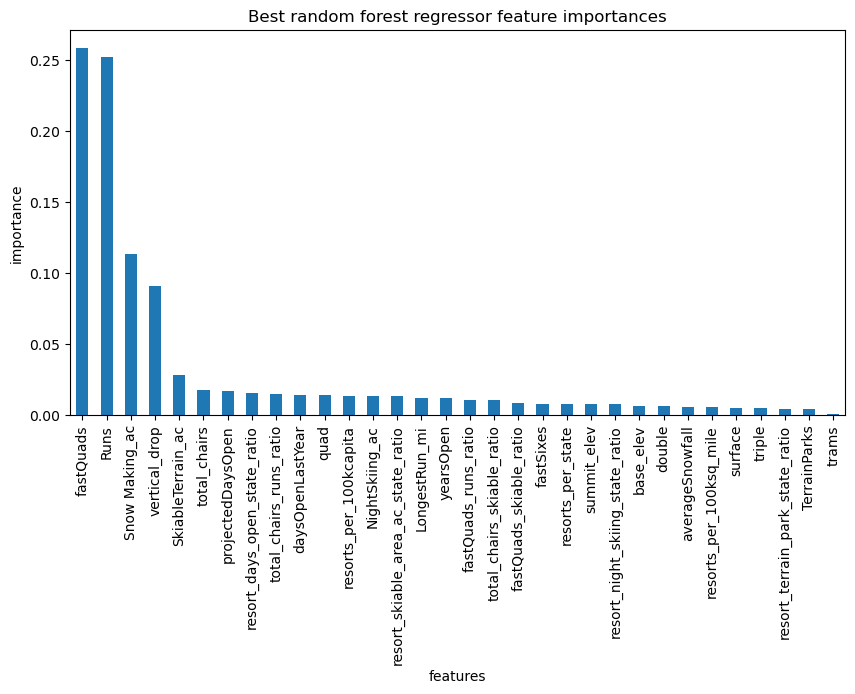 Best random forest regressor feature importances
0.25
0.20
0.15
0.10
0.05
0.00
importance
fastQuads
Runs
Snow Making_ac
vertical_drop
SkiableTerrain_ac
total_chairs
projectedDaysOpen
resort_days_open_state_ratio
total_chairs_runs_ratio
daysOpenLastYear
quad
resorts_per_100kcapita
NightSkiing_ac
resort_skiable_area_ac_state_ratio
LongestRun_mi
yearsOpen
fastQuads_runs_ratio
total_chairs_skiable_ratio
fastQuads_skiable_ratio
fastSixes
resorts_per_state
summit_elev
resort_night_skiing_state_ratio
base_elev
double
averageSnowfall
resorts_per_100ksq_mile
surface
triple
resort_terrain_park_state_ratio
TerrainParks
trams
features